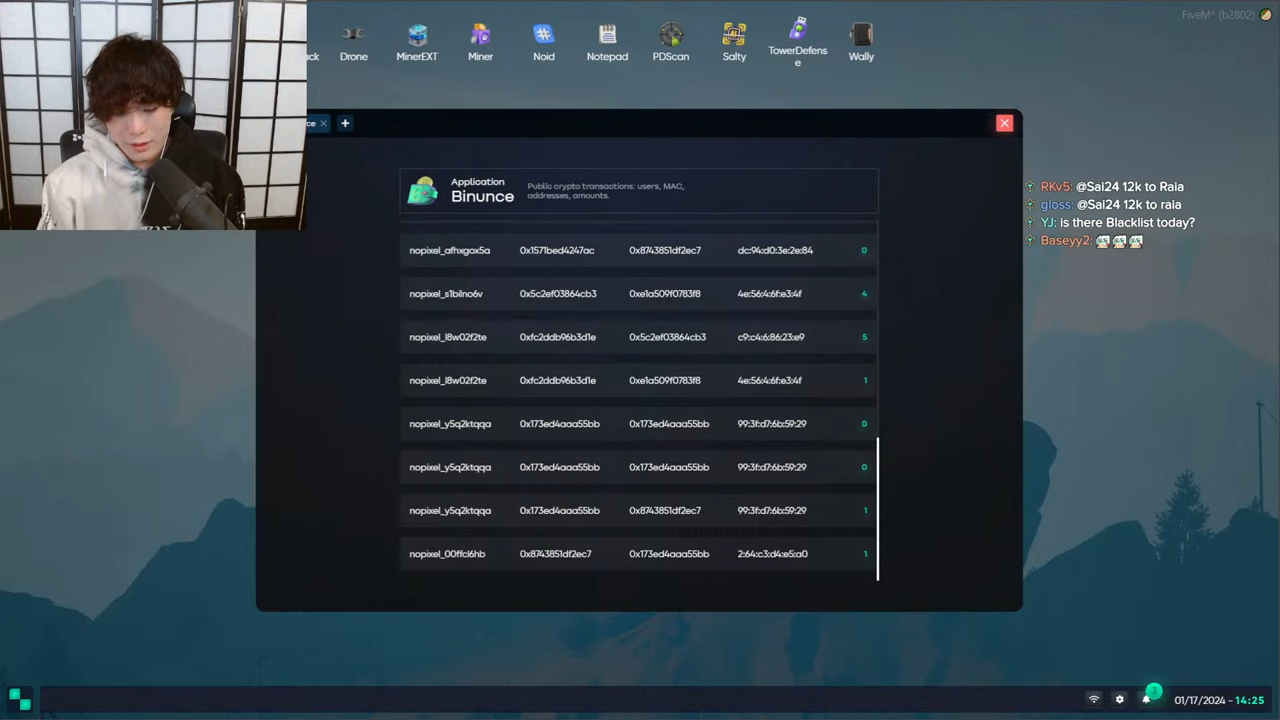 FiveM* (b2802)
ck
Drone
MinerEXT
Miner
Noid
Notepad
PDScan
Salty
TowerDefens
e
Wally
ce
Application
Binunce
Public crypto transactions: users, MAC,
addresses, amounts.
nopixel_afhxgox5a 0x1571bed4247ac 0x8743851df2ec7 dc:94:d0:3e:2e:84 0
nopixel_s1bilno6v 0x5c2ef03864cb3 0xe1a509f0783f8 4e:56:4:6f:e3:4f 4
nopixel_l8w02f2te 0xfc2ddb96b3d1e 0x5c2ef03864cb3 c9:c4:6:86:23:e9 5
nopixel_l8w02f2te 0xfc2ddb96b3d1e 0xe1a509f0783f8 4e:56:4:6f:e3:4f 1
nopixel_y5q2ktqqa 0x173ed4aaa55bb 0x173ed4aaa55bb 99:3f:d7:6b:59:29 0
nopixel_y5q2ktqqa 0x173ed4aaa55bb 0x173ed4aaa55bb 99:3f:d7:6b:59:29 0
nopixel_y5q2ktqqa 0x173ed4aaa55bb 0x8743851df2ec7 99:3f:d7:6b:59:29 1
nopixel_00ffcl6hb 0x8743851df2ec7 0x173ed4aaa55bb 2:64:c3:d4:e5:a0 1
RKv5: @Sai24 12k to Raia
gloss: @Sai24 12k to raia
YJ: is there Blacklist today?
Baseyy2:
3
01/17/2024 - 14:25